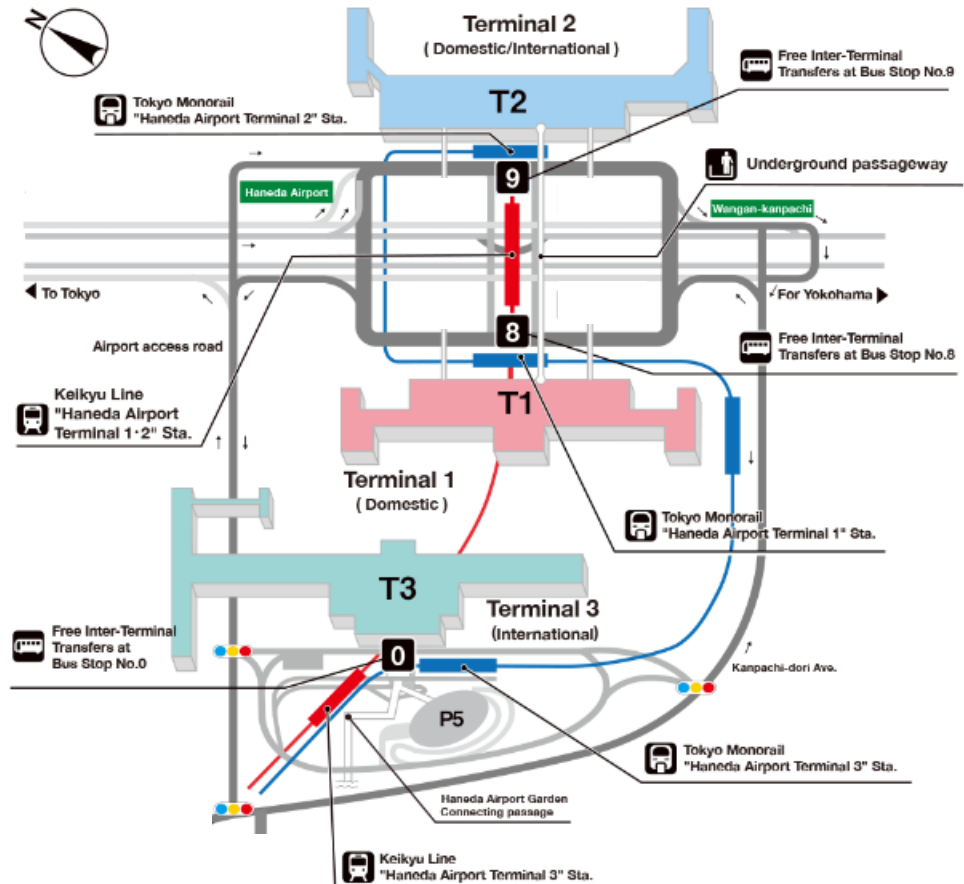 N
Terminal 2
( Domestic/International )
T2
Free Inter-Terminal
Transfers at Bus Stop No.9
Tokyo Monorail
"Haneda Airport Terminal 2" Sta.
9
Underground passageway
Haneda Airport
Wangan-kanpachi
To Tokyo
For Yokohama
8
Airport access road
Free Inter-Terminal
Transfers at Bus Stop No.8
Keikyu Line
"Haneda Airport
Terminal 1･2" Sta.
T1
Terminal 1
( Domestic )
Tokyo Monorail
"Haneda Airport Terminal 1" Sta.
T3
Terminal 3
(International)
Free Inter-Terminal
Transfers at
Bus Stop No.0
0
Kanpachi-dori Ave.
P5
Tokyo Monorail
"Haneda Airport Terminal 3" Sta.
Haneda Airport Garden
Connecting passage
Keikyu Line
"Haneda Airport Terminal 3" Sta.